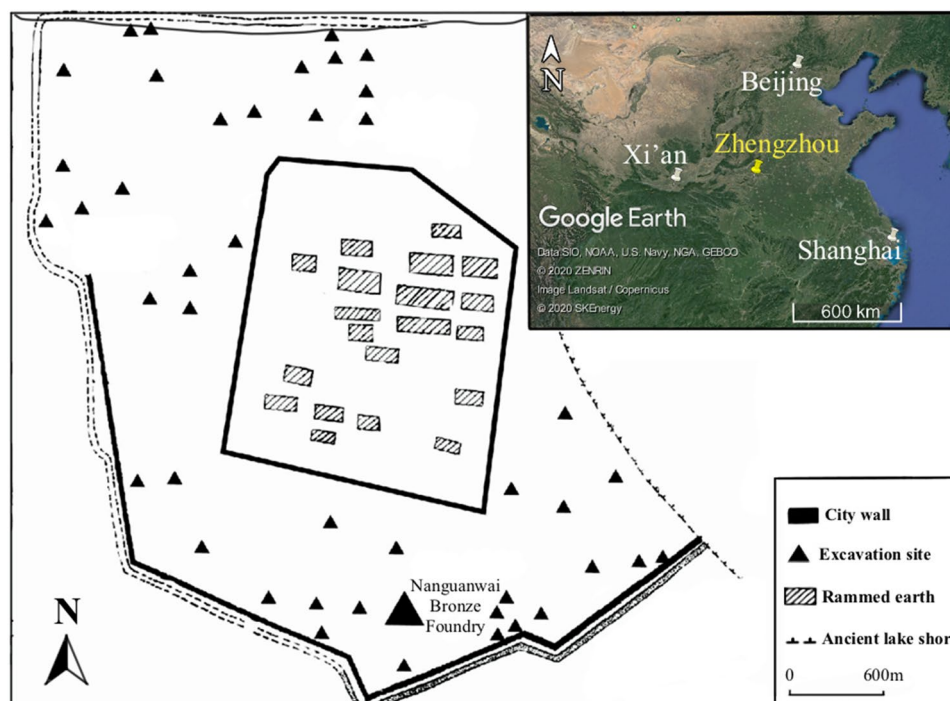 N
Beijing
Zhengzhou
Xi'an
Google Earth
Shanghai
Data SIO, NOAA, U.S. Navy, NGA, GEBCO
© 2020 ZENRIN
Image Landsat / Copernicus
© 2020 SKEnergy
600 km
Nanguanwai
Bronze
Foundry
N
City wall
Excavation site
Rammed earth
Ancient lake shor
0 600m